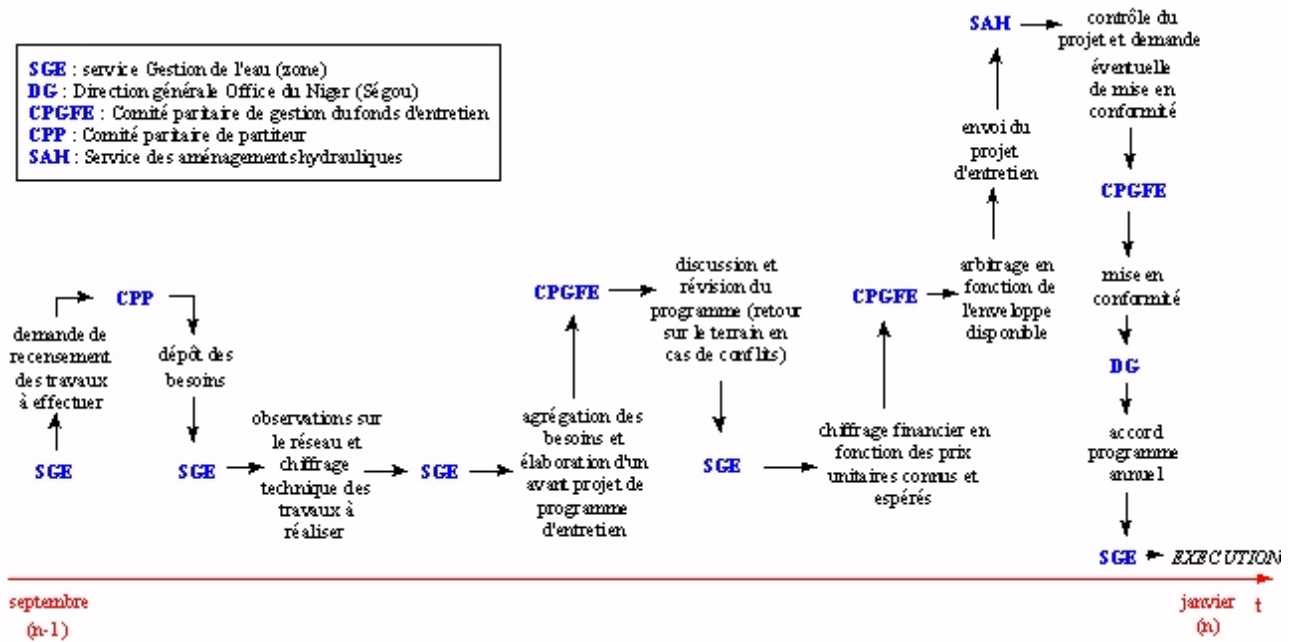 SGE : service Gestion de l'eau (zone)
DG : Direction générale Office du Niger (Ségou)
CPGFE : Comité paritaire de gestion du fonds d'entretien
CPP : Comité paritaire de partiteur
SAH : Service des aménagements hydrauliques
SGE
demande de
recensement
des travaux
à effectuer
CPP
dépôt des
besoins
SGE
observations sur
le réseau et
chiffrage
technique des
travaux à
réaliser
SGE
agrégation des
besoins et
élaboration d'un
avant projet de
programme
d'entretien
CPGFE
discussion et
révision du
programme (retour
sur le terrain en
cas de conflits)
SGE
chiffrage financier en
fonction des prix
unitaires connus et
espérés
CPGFE
arbitrage en
fonction de
l'enveloppe
disponible
envoi du
projet
d'entretien
SAH
contrôle du
projet et demande
éventuelle
de mise en
conformité
CPGFE
mise en
conformité
DG
accord
programme
annuel
SGE
EXECUTION
septembre
(n-1)
janvier
(n)
t